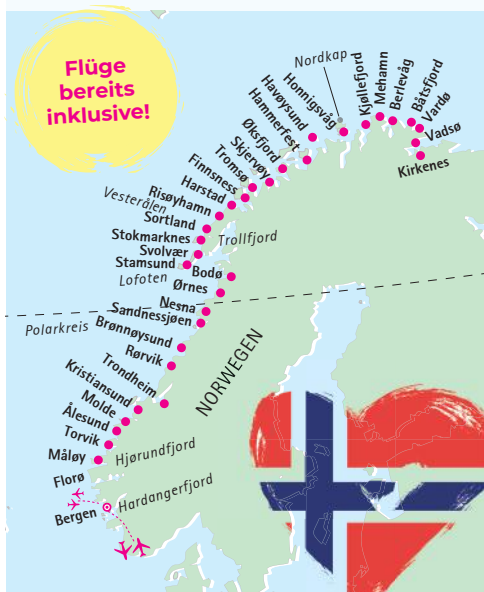 Flüge
bereits
inklusive!
Nordkap
Kjøllefjord
Mehamn
Berlevåg
Båtsfjord
Vardø
Vadsø
Kirkenes
Honnigsvåg
Havøysund
Hammerfest
Øksfjord
Skjervøy
Tromsø
Finnsness
Harstad
Risøyhamn
Vesterålen
Sortland
Stokmarknes
Trollfjord
Svolvær
Stamsund
Lofoten
Bodø
Ørnes
Nesna
Sandnessjøen
Polarkreis
Brønnøysund
Rørvik
NORWEGEN
Trondheim
Kristiansund
Molde
Ålesund
Torvik
Måløy
Hjørundfjord
Florø
Hardangerfjord
Bergen